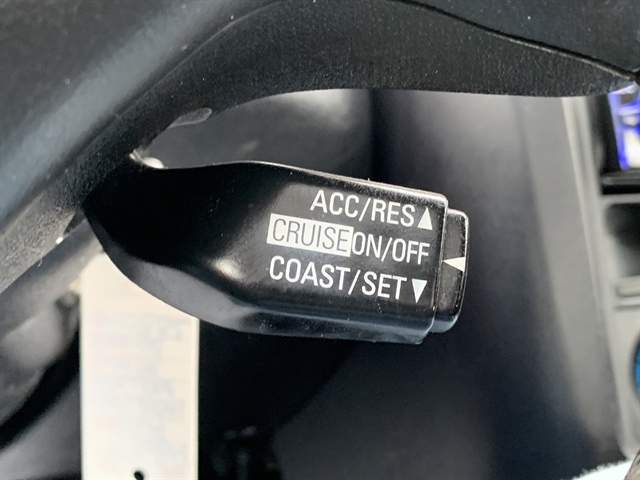 ACC/RES▲
CRUISE ON/OFF
COAST/SET▼